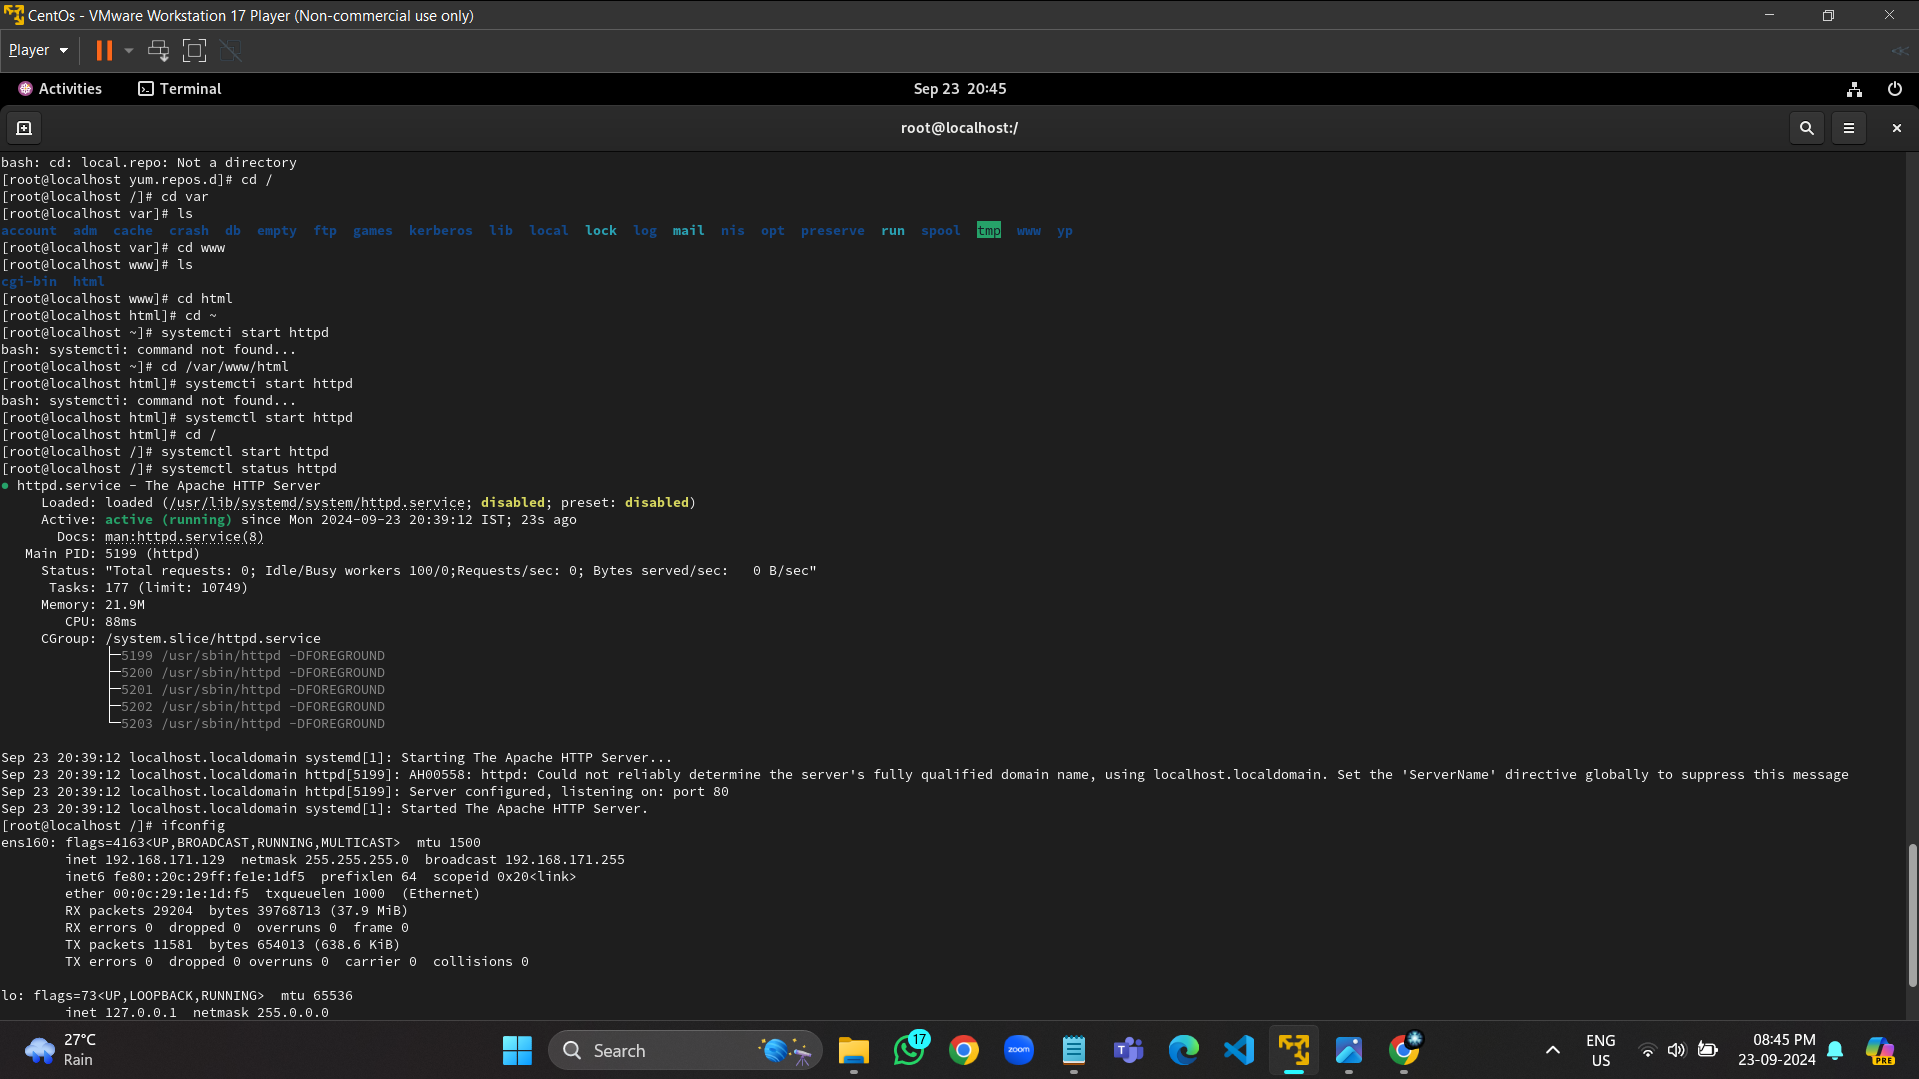 CentOs - VMware Workstation 17 Player (Non-commercial use only)
Player
Activities Terminal Sep 23 20:45
root@localhost:/
bash: cd: local.repo: Not a directory
[root@localhost yum.repos.d]# cd /
[root@localhost /]# cd var
[root@localhost var]# ls
account adm cache crash db empty ftp games kerberos lib local lock log mail nis opt preserve run spool tmp www yp
[root@localhost var]# cd www
[root@localhost www]# ls
cgi-bin html
[root@localhost www]# cd html
[root@localhost html]# cd ~
[root@localhost ~]# systemcti start httpd
bash: systemcti: command not found...
[root@localhost ~]# cd /var/www/html
[root@localhost html]# systemcti start httpd
bash: systemcti: command not found...
[root@localhost html]# systemctl start httpd
[root@localhost html]# cd /
[root@localhost /]# systemctl start httpd
[root@localhost /]# systemctl status httpd
● httpd.service - The Apache HTTP Server
Loaded: loaded (/usr/lib/systemd/system/httpd.service; disabled; preset: disabled)
Active: active (running) since Mon 2024-09-23 20:39:12 IST; 23s ago
Docs: man:httpd.service(8)
Main PID: 5199 (httpd)
Status: "Total requests: 0; Idle/Busy workers 100/0;Requests/sec: 0; Bytes served/sec:   0 B/sec"
Tasks: 177 (limit: 10749)
Memory: 21.9M
CPU: 88ms
CGroup: /system.slice/httpd.service
├─5199 /usr/sbin/httpd -DFOREGROUND
├─5200 /usr/sbin/httpd -DFOREGROUND
├─5201 /usr/sbin/httpd -DFOREGROUND
├─5202 /usr/sbin/httpd -DFOREGROUND
└─5203 /usr/sbin/httpd -DFOREGROUND
Sep 23 20:39:12 localhost.localdomain systemd[1]: Starting The Apache HTTP Server...
Sep 23 20:39:12 localhost.localdomain httpd[5199]: AH00558: httpd: Could not reliably determine the server's fully qualified domain name, using localhost.localdomain. Set the 'ServerName' directive globally to suppress this message
Sep 23 20:39:12 localhost.localdomain httpd[5199]: Server configured, listening on: port 80
Sep 23 20:39:12 localhost.localdomain systemd[1]: Started The Apache HTTP Server.
[root@localhost /]# ifconfig
ens160: flags=4163<UP,BROADCAST,RUNNING,MULTICAST>  mtu 1500
inet 192.168.171.129  netmask 255.255.255.0  broadcast 192.168.171.255
inet6 fe80::20c:29ff:fe1e:1df5  prefixlen 64  scopeid 0x20<link>
ether 00:0c:29:1e:1d:f5  txqueuelen 1000  (Ethernet)
RX packets 29204  bytes 39768713 (37.9 MiB)
RX errors 0  dropped 0  overruns 0  frame 0
TX packets 11581  bytes 654013 (638.6 KiB)
TX errors 0  dropped 0 overruns 0  carrier 0  collisions 0
lo: flags=73<UP,LOOPBACK,RUNNING>  mtu 65536
inet 127.0.0.1  netmask 255.0.0.0
27°C
Rain
Search
17
zoom
ENG
US
08:45 PM
23-09-2024
PRE